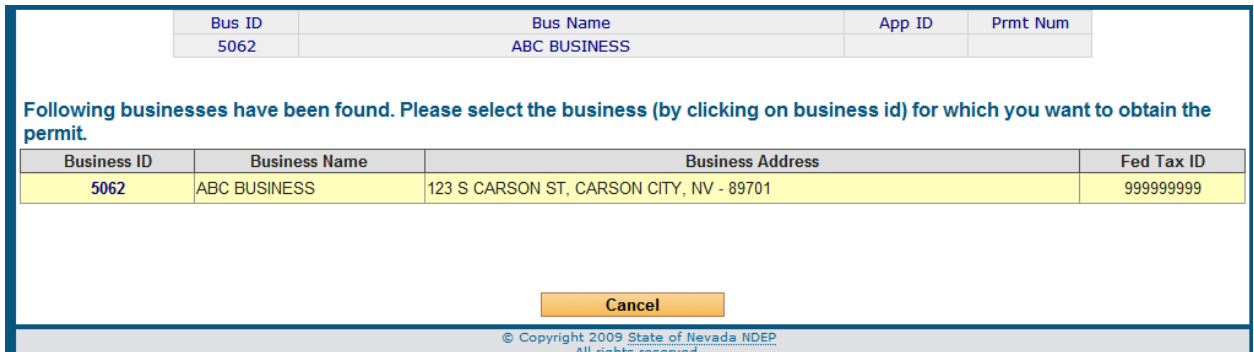 Bus ID Bus Name App ID Prmt Num
5062 ABC BUSINESS
Following businesses have been found. Please select the business (by clicking on business id) for which you want to obtain the
permit.
Business ID Business Name Business Address Fed Tax ID
5062 ABC BUSINESS 123 S CARSON ST, CARSON CITY, NV - 89701 999999999
Cancel
© Copyright 2009 State of Nevada NDEP
All rights reserved